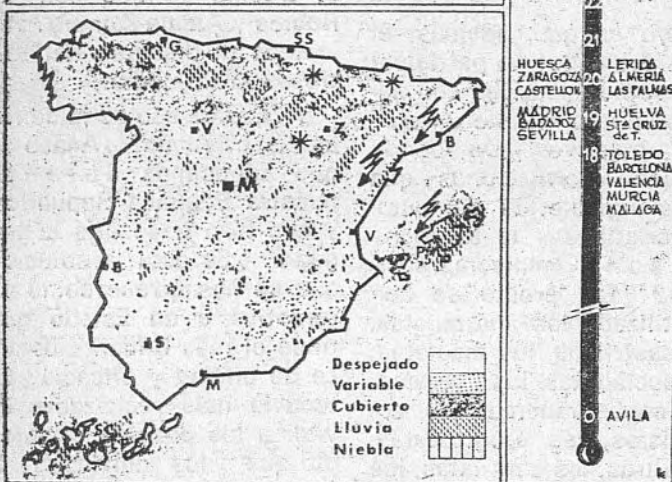 G
SS
V
Z
B
M
V
P
B
S
M
SC
Despejado
Variable
Cubierto
Lluvia
Niebla
22
21
HUESCA
ZARAGOZA
CASTELLON
20
LERIDA
ALMERIA
LAS PALMAS
MADRID
BADAJOZ
SEVILLA
19
HUELVA
Sta CRUZ
de T.
18
TOLEDO
BARCELONA
VALENCIA
MURCIA
MALAGA
0
AVILA